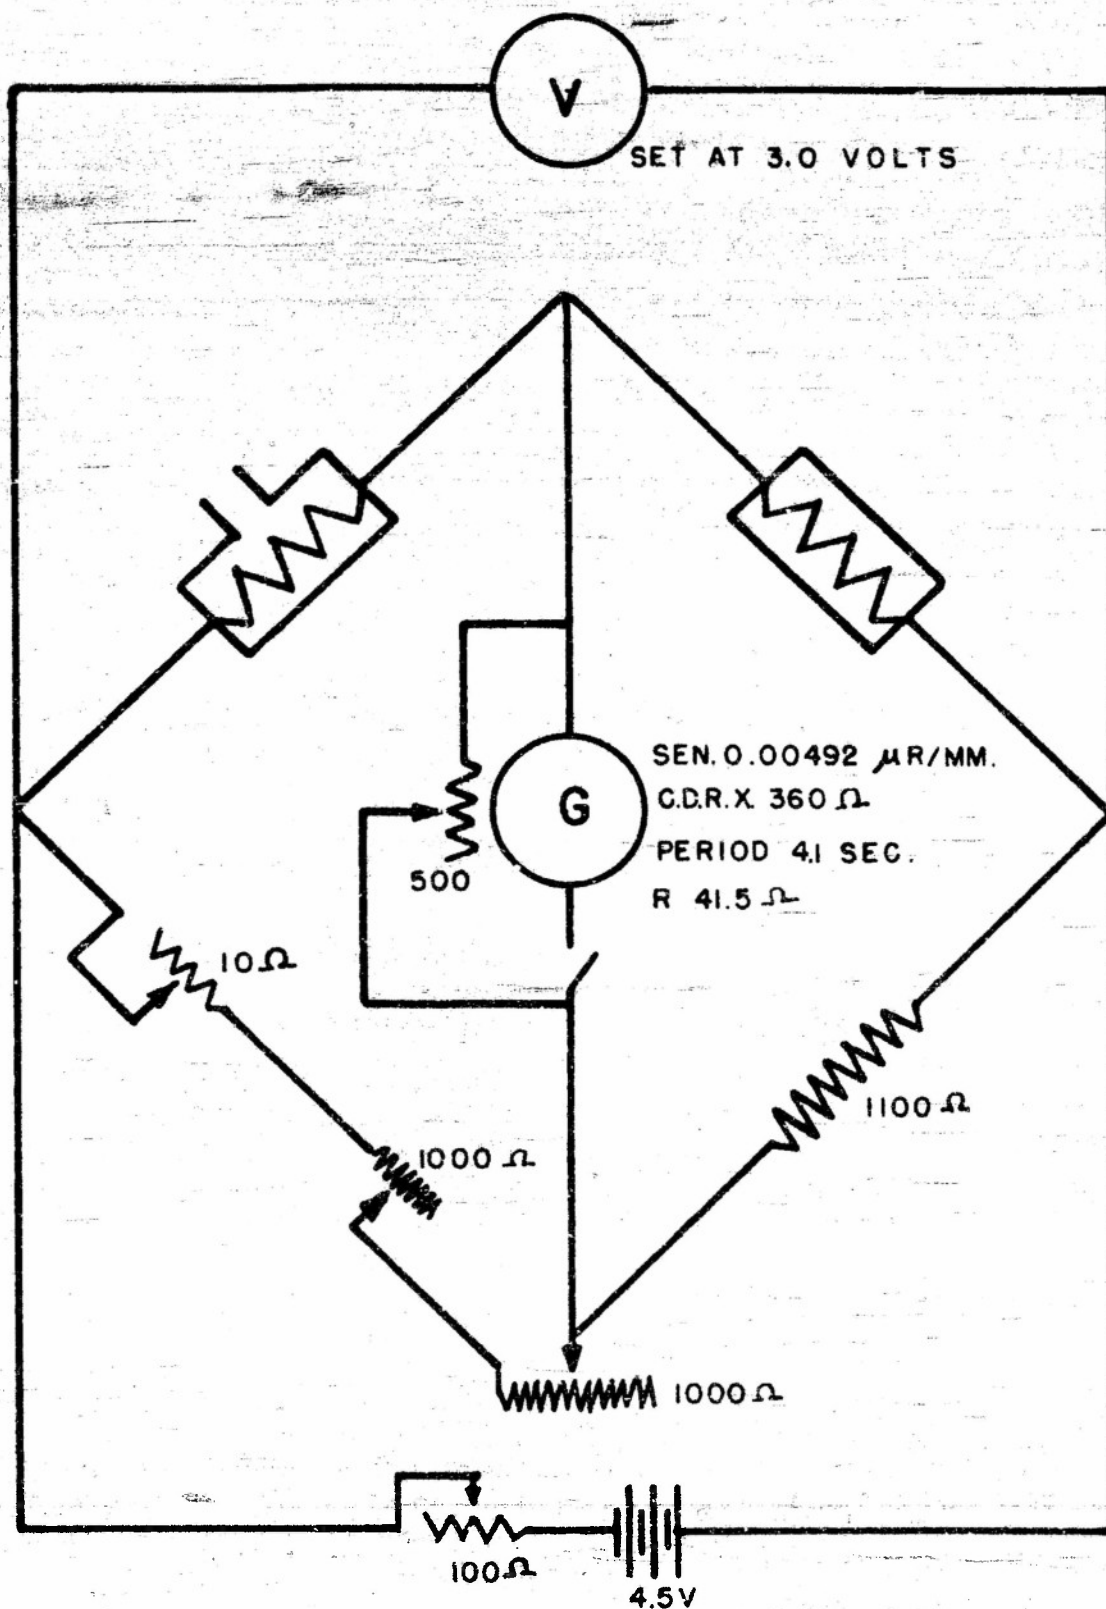 V
SET AT 3.0 VOLTS
SEN. 0.00492 μR/MM.
C.D.R.X. 360 Ω
G
PERIOD 4.1 SEC.
500
R 41.5 Ω
10 Ω
1100 Ω
1000 Ω
1000 Ω
100 Ω
4.5 V